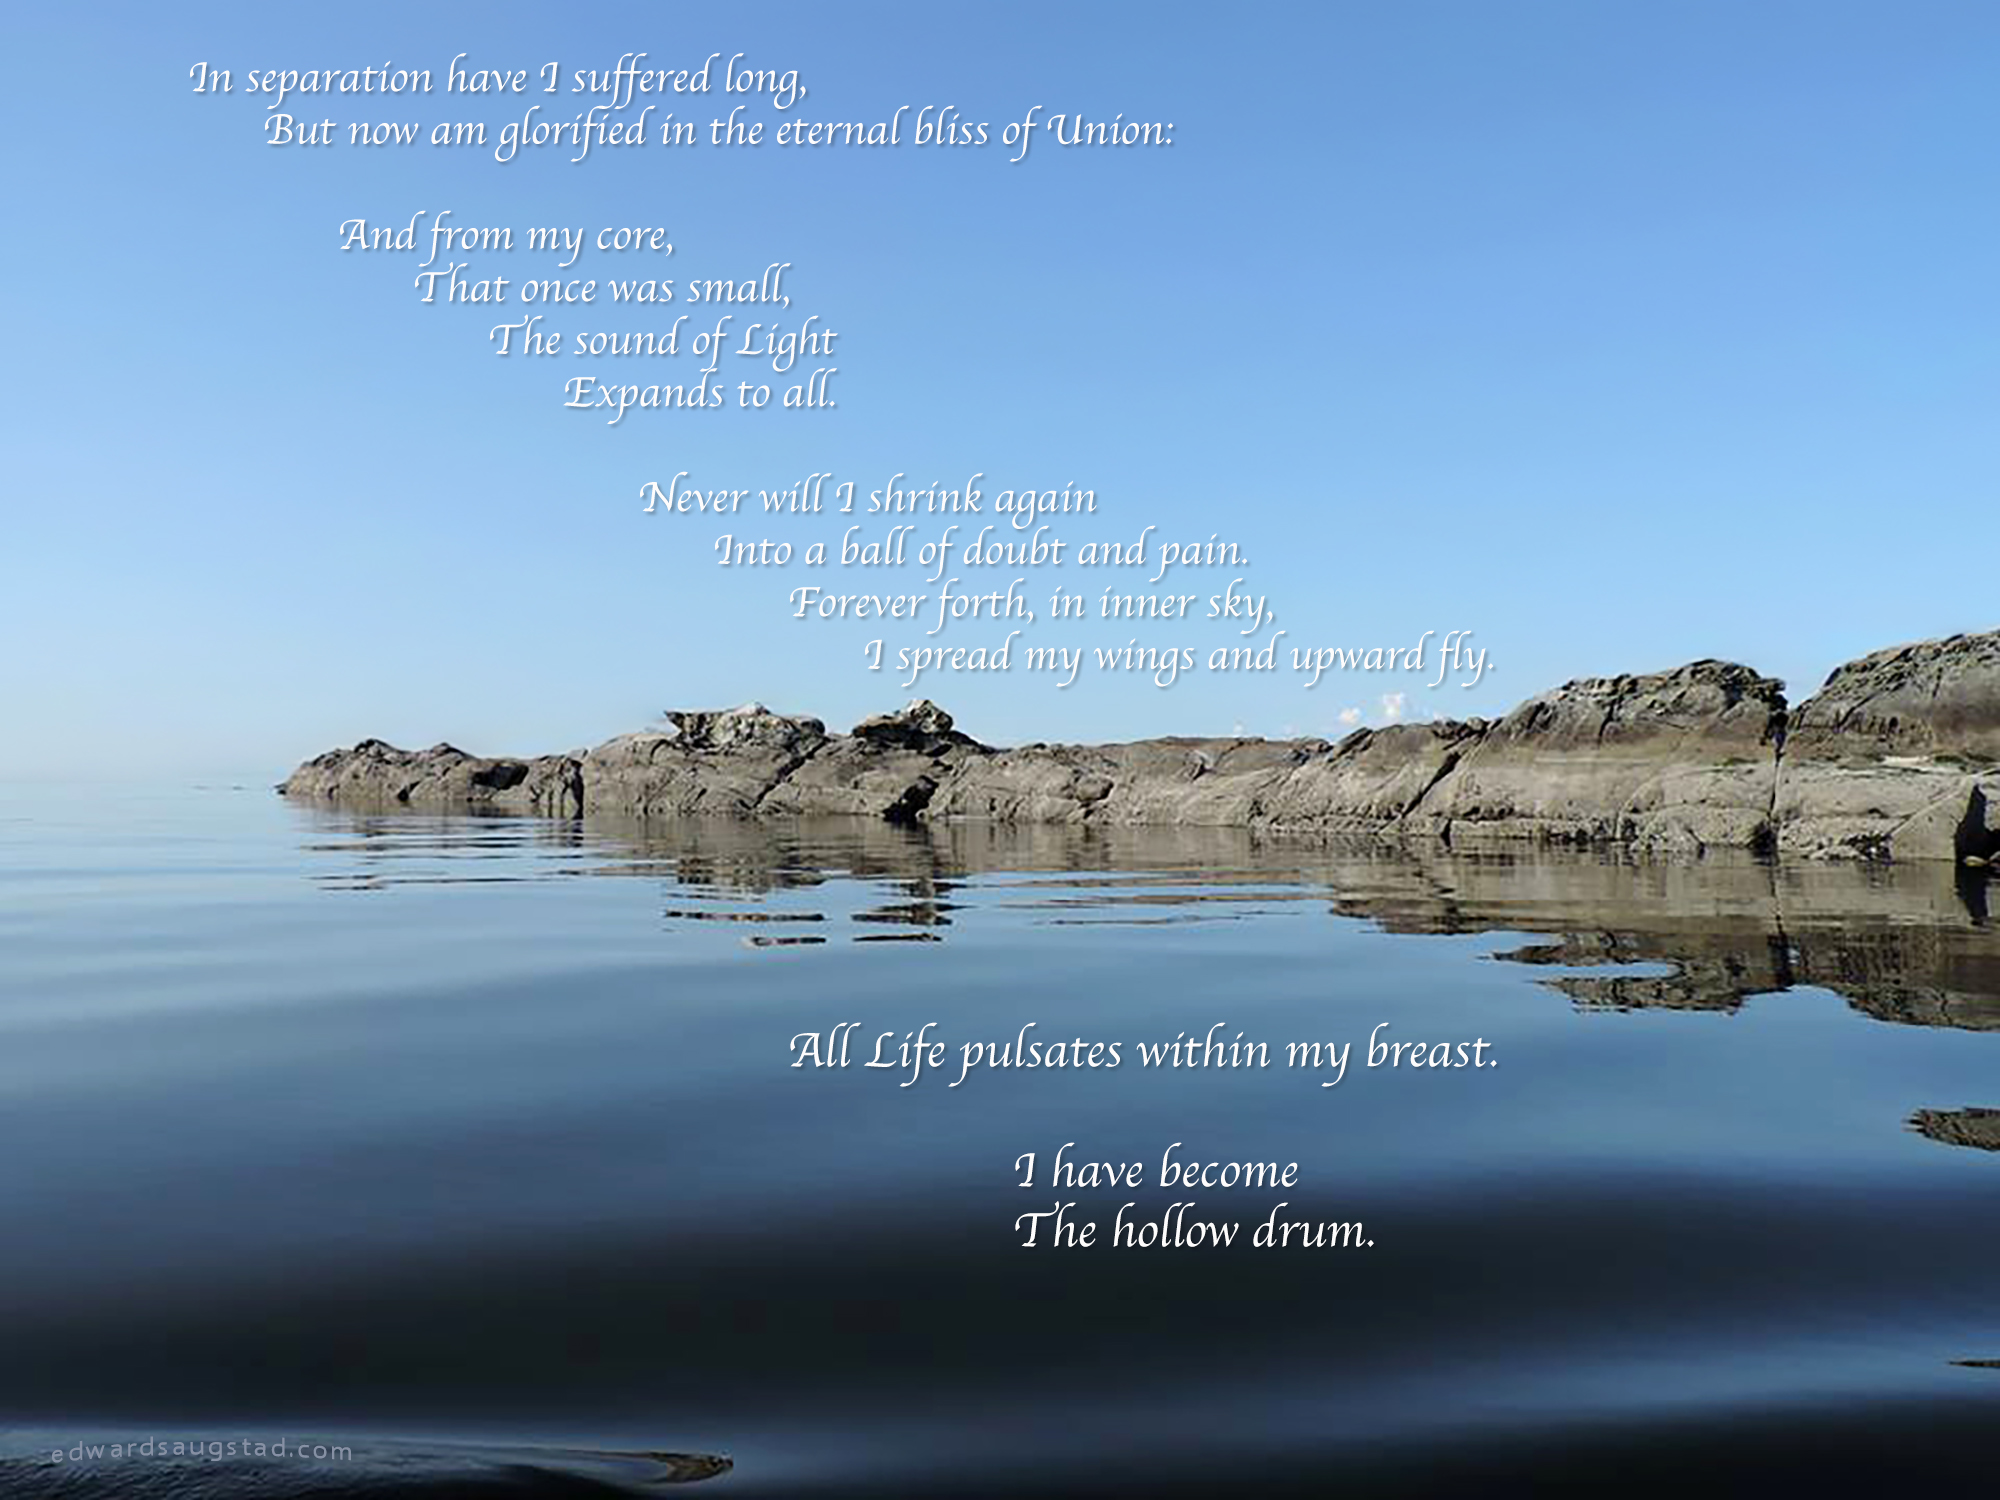 In separation have I suffered long,
But now am glorified in the eternal bliss of Union:
And from my core,
That once was small,
The sound of Light
Expands to all.
Never will I shrink again
Into a ball of doubt and pain.
Forever forth, in inner sky,
I spread my wings and upward fly.
All Life pulsates within my breast.
I have become
The hollow drum.
edwardsaugstad.com